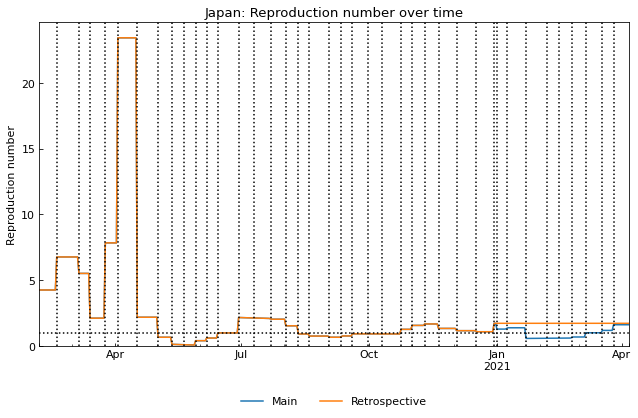 Japan: Reproduction number over time
Reproduction number
20
15
10
5
0
Apr
Jul
Oct
Jan
2021
Apr
Main
Retrospective